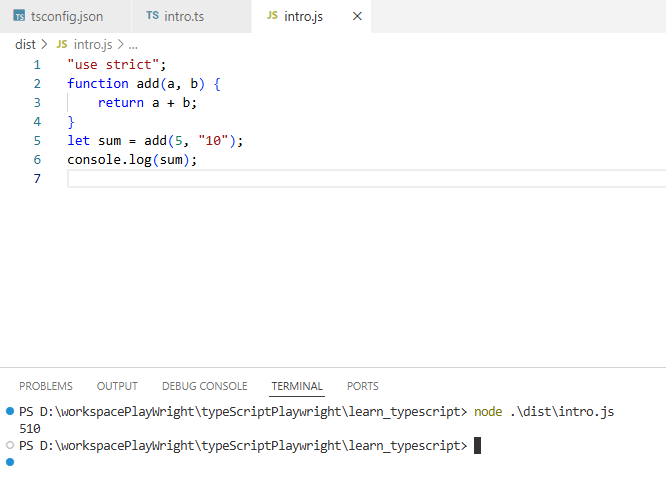 TS tsconfig.json TS intro.ts JS intro.js
dist > JS intro.js > ...
1 "use strict";
2 function add(a, b) {
3 return a + b;
4 }
5 let sum = add(5, "10");
6 console.log(sum);
7
PROBLEMS OUTPUT DEBUG CONSOLE TERMINAL PORTS
PS D:\workspacePlayWright\typeScriptPlaywright\learn_typescript> node .\dist\intro.js
510
PS D:\workspacePlayWright\typeScriptPlaywright\learn_typescript>